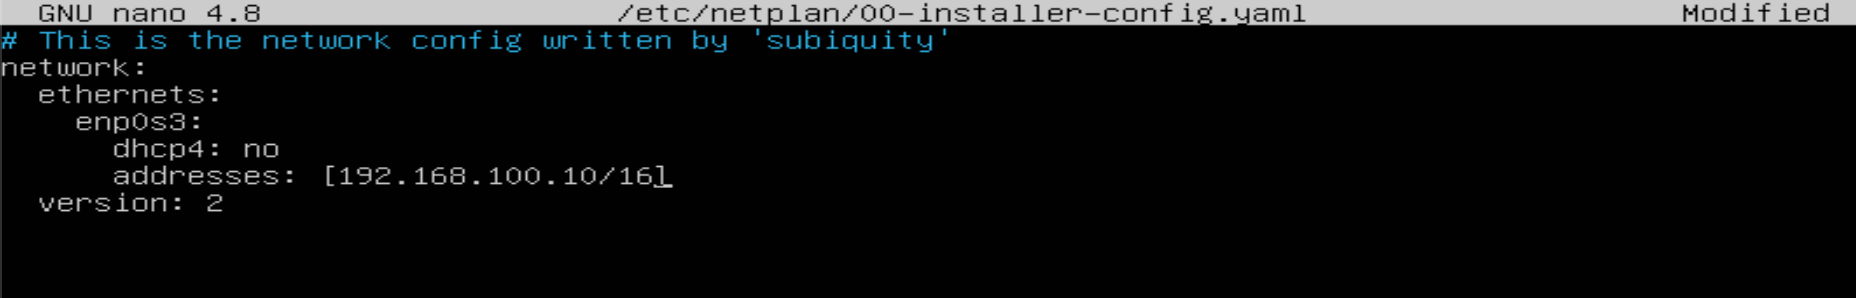 GNU nano 4.8 /etc/netplan/00-installer-config.yaml Modified
# This is the network config written by 'subiquity'
network:
  ethernets:
    enp0s3:
      dhcp4: no
      addresses: [192.168.100.10/16]
  version: 2